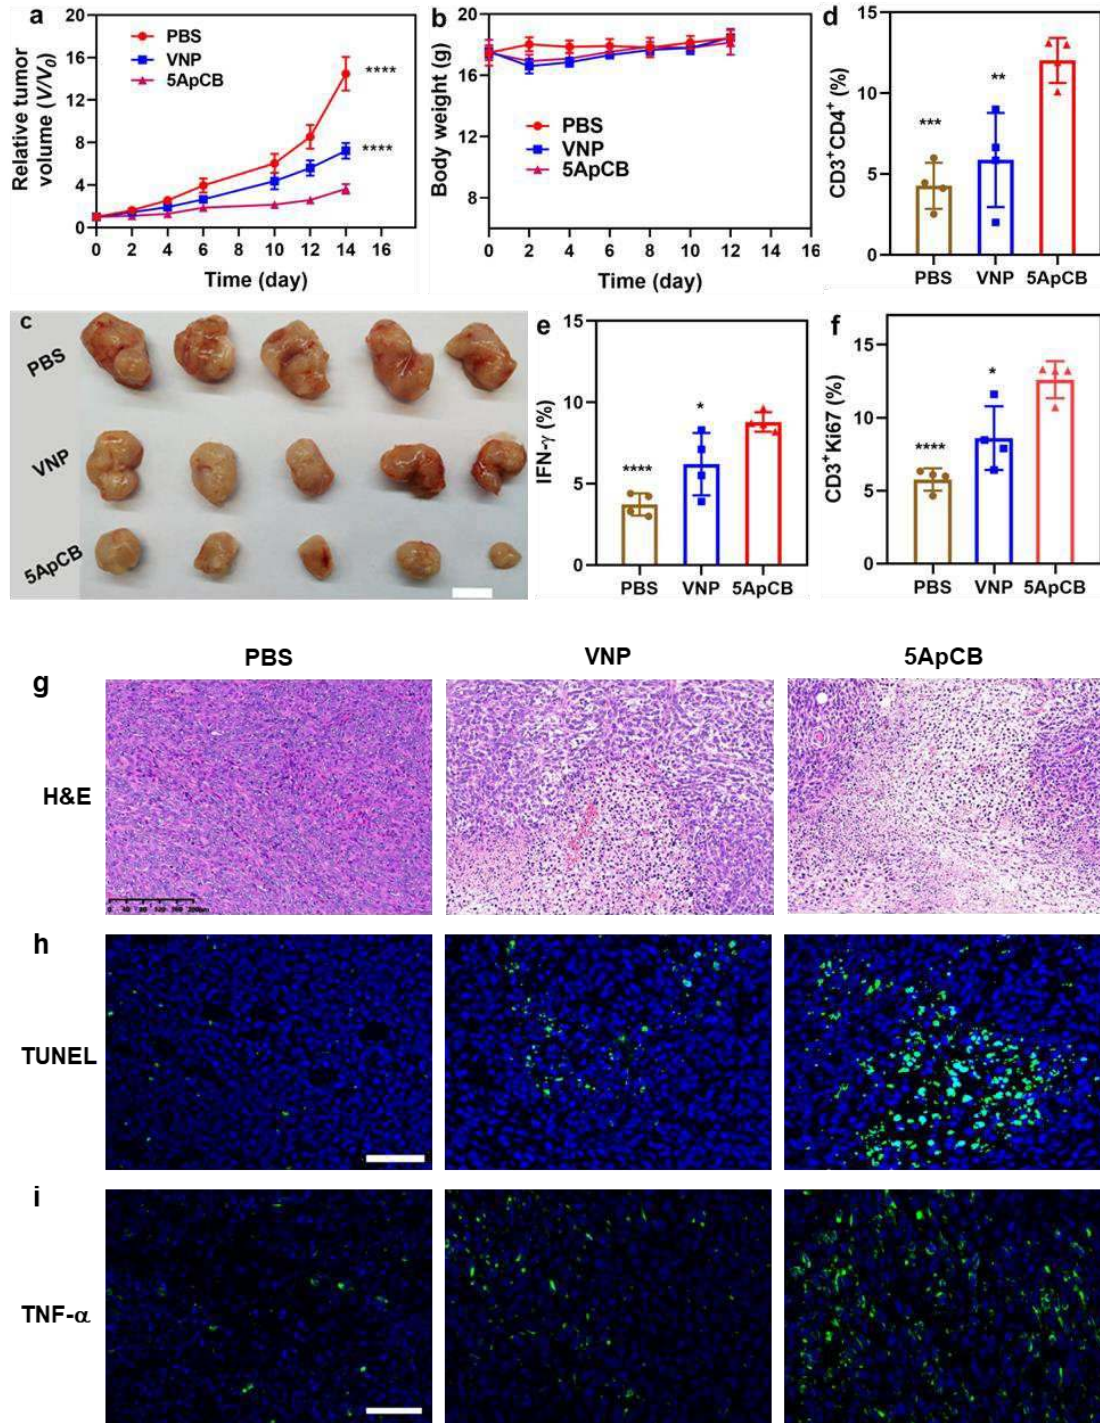 a
Relative tumor
volume (V/V0)
20
16
12
8
4
0
PBS
VNP
5ApCB
****
****
0 2 4 6 8 10 12 14 16
Time (day)
b
Body weight (g)
20
16
12
8
PBS
VNP
5ApCB
0 2 4 6 8 10 12 14 16
Time (day)
d
CD3+CD4+ (%)
15
10
5
0
***
**
PBS VNP 5ApCB
c
PBS
VNP
5ApCB
e
IFN-γ (%)
15
10
5
0
****
*
PBS VNP 5ApCB
f
CD3+Ki67 (%)
15
10
5
0
****
*
PBS VNP 5ApCB
PBS VNP 5ApCB
g
H&E
h
TUNEL
i
TNF-α